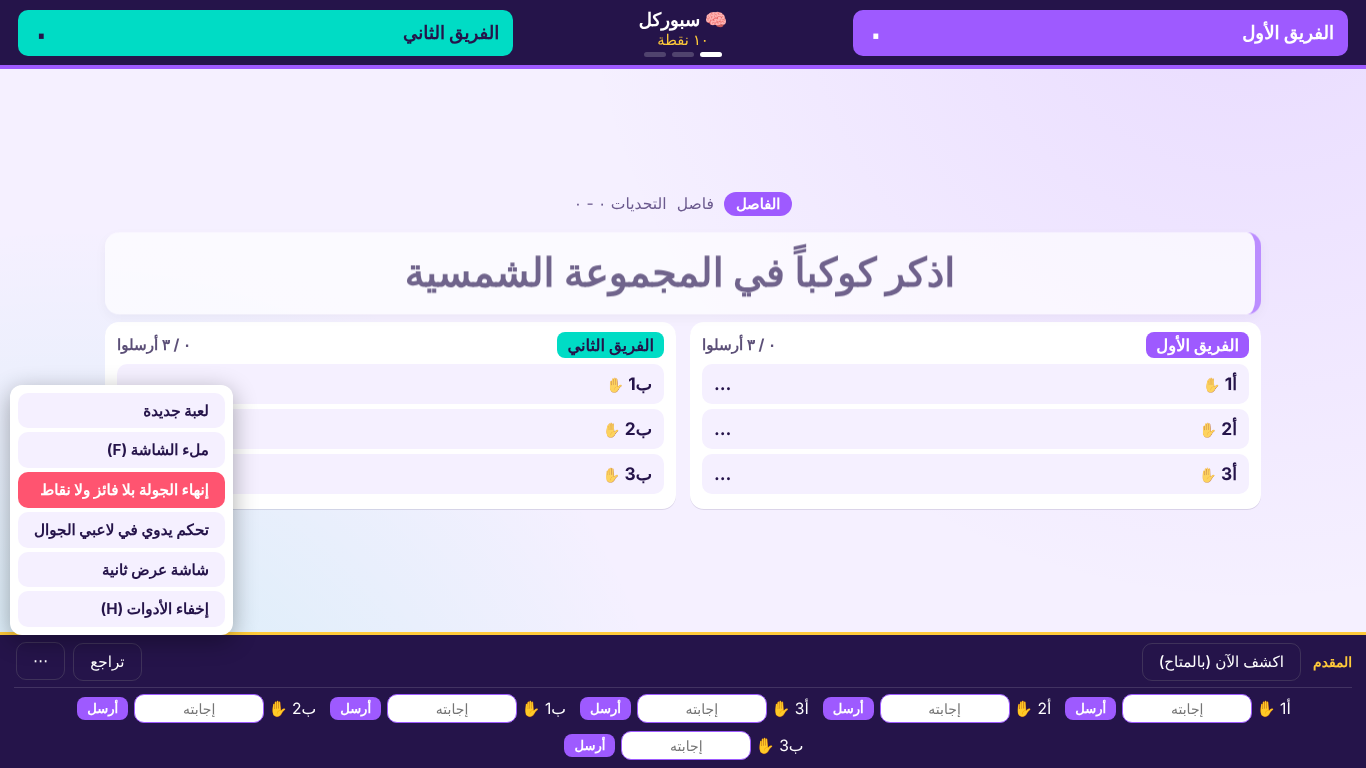 الفريق الأول ٠
🧠 سبوركل
١٠ نقطة
الفريق الثاني ٠
الفاصل فاصل التحديات ٠ - ٠
اذكر كوكباً في المجموعة الشمسية
الفريق الأول ٠ / ٣ أرسلوا
أ1 ✋ ...
أ2 ✋ ...
أ3 ✋ ...
الفريق الثاني ٠ / ٣ أرسلوا
ب1 ✋
ب2 ✋
ب3 ✋
لعبة جديدة
ملء الشاشة (F)
إنهاء الجولة بلا فائز ولا نقاط
تحكم يدوي في لاعبي الجوال
شاشة عرض ثانية
إخفاء الأدوات (H)
المقدم اكشف الآن (بالمتاح) تراجع ⋯
أ1 ✋ إجابته أرسل أ2 ✋ إجابته أرسل أ3 ✋ إجابته أرسل ب1 ✋ إجابته أرسل ب2 ✋ إجابته أرسل
ب3 ✋ إجابته أرسل